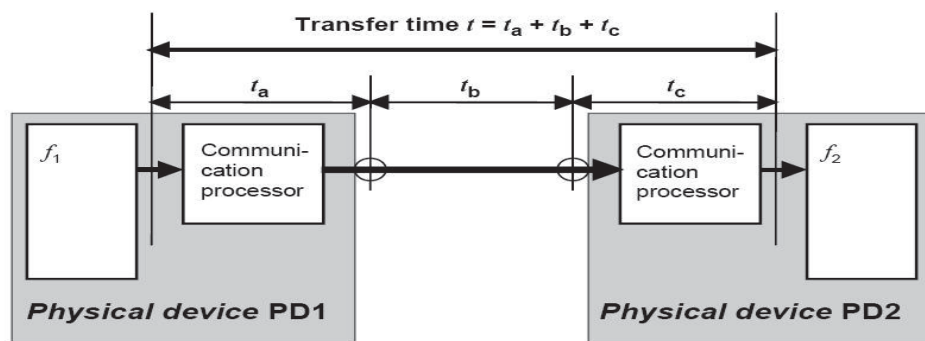 Transfer time t = ta + tb + tc
ta
tb
tc
f1
Communi-
cation
processor
Communi-
cation
processor
f2
Physical device PD1
Physical device PD2